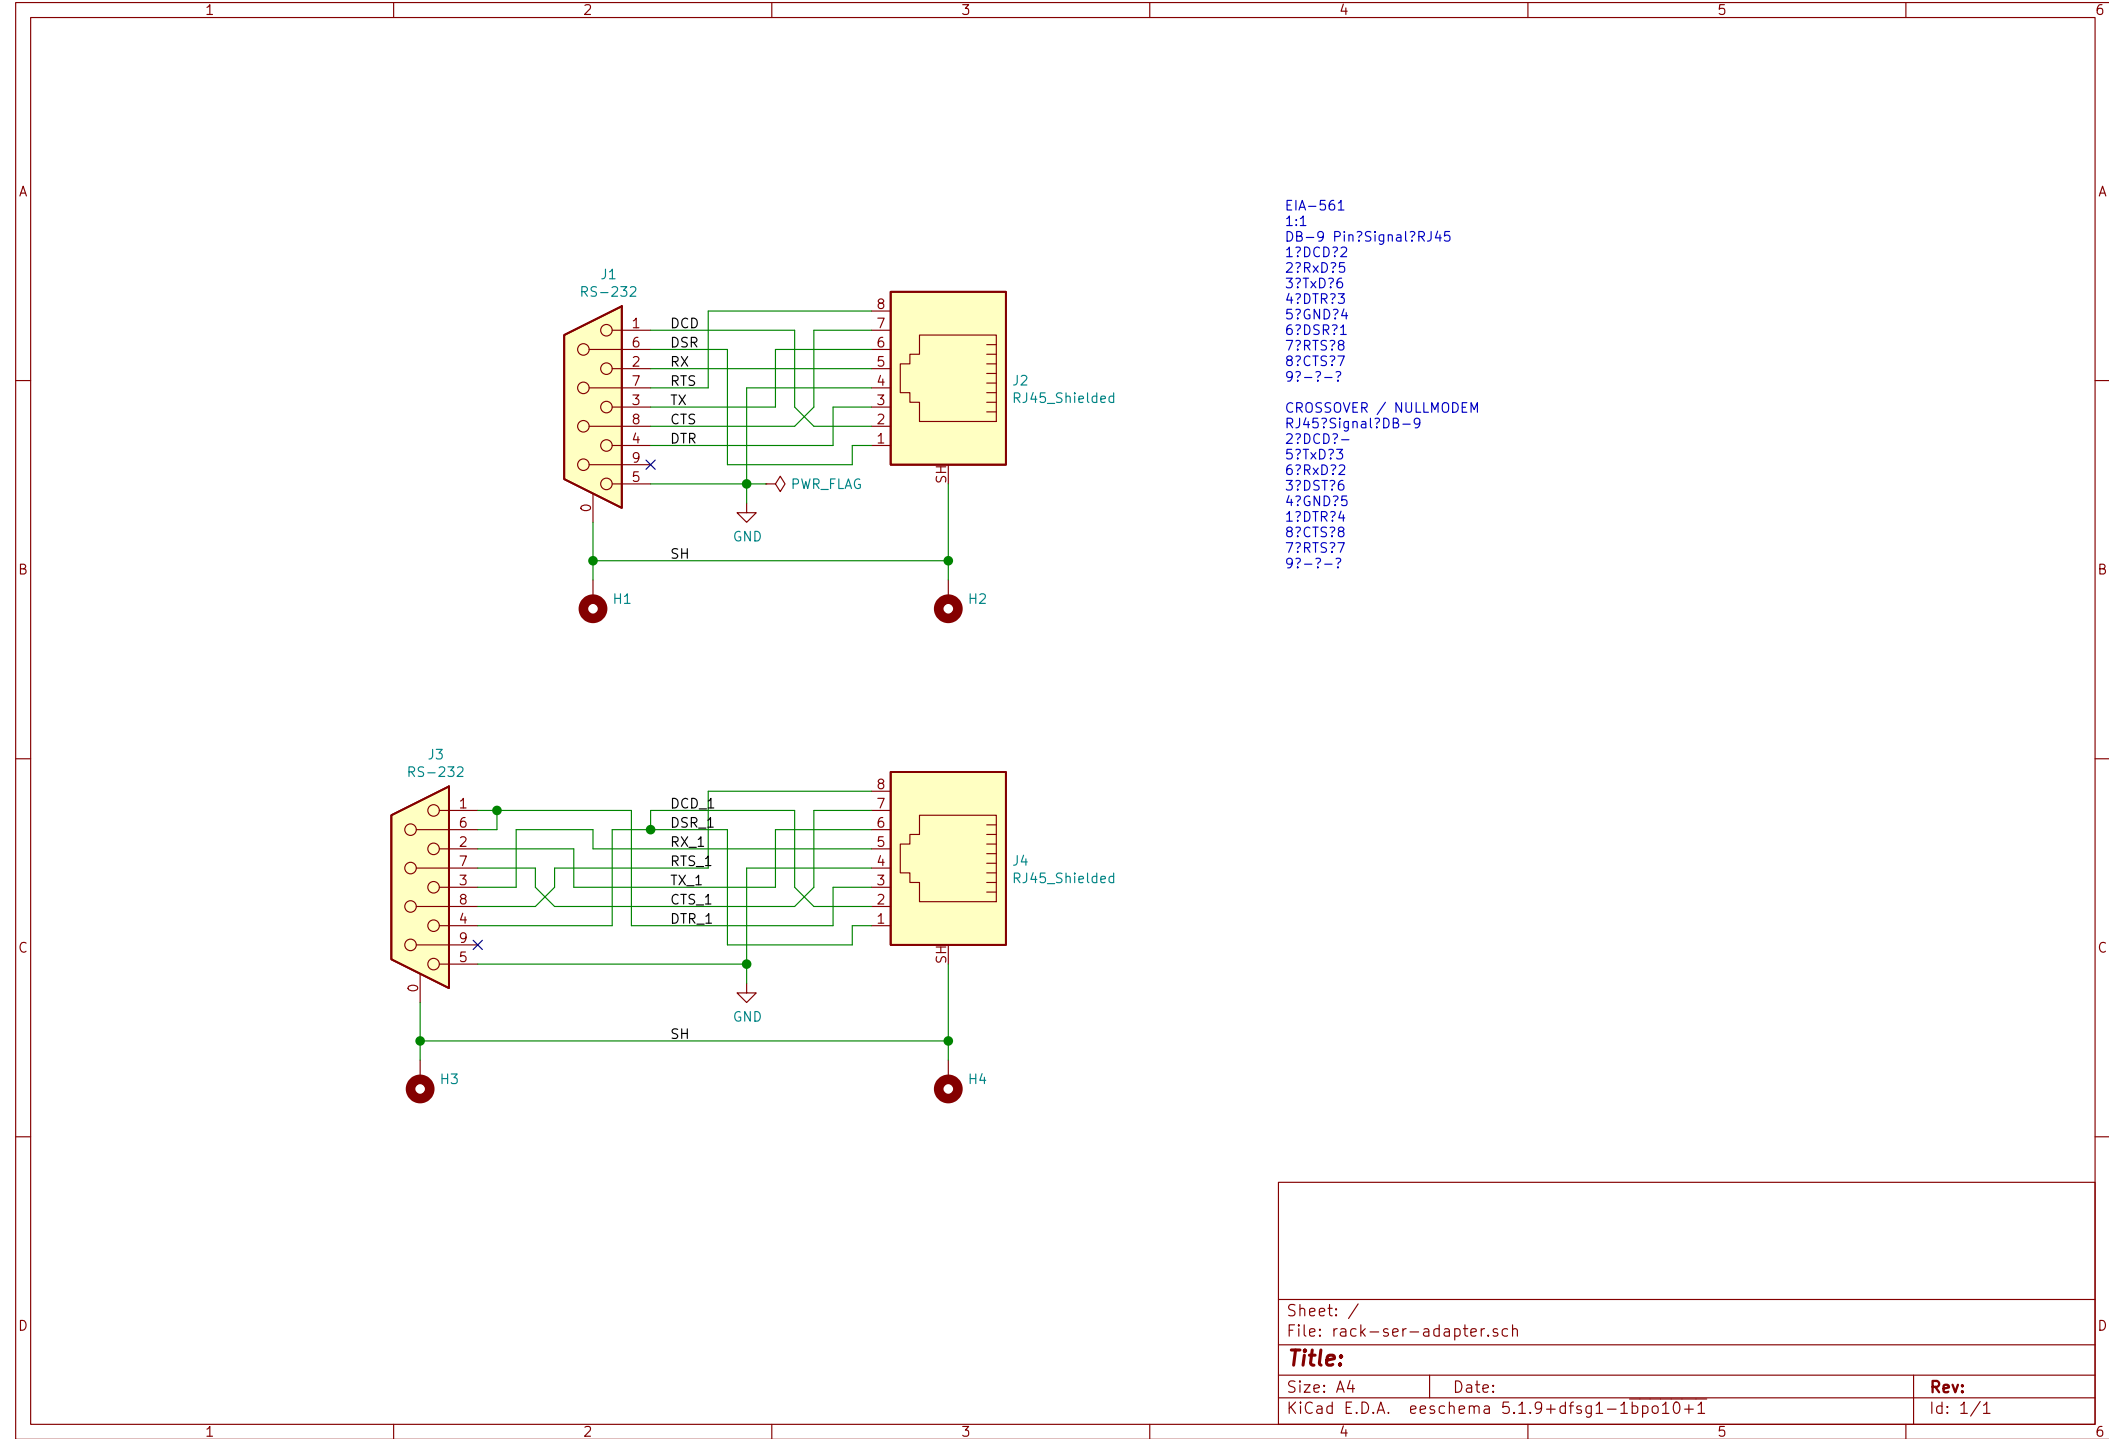 1 2 3 4 5 6
A A
B B
C C
D D
1 2 3 4 5 6
J1
RS-232
1
6
2
7
3
8
4
9
5
0
DCD
DSR
RX
RTS
TX
CTS
DTR
PWR_FLAG
GND
SH
H1
H2
8
7
6
5
4
3
2
1
SH
J2
RJ45_Shielded
EIA-561
1:1
DB-9 Pin?Signal?RJ45
1?DCD?2
2?RxD?5
3?TxD?6
4?DTR?3
5?GND?4
6?DSR?1
7?RTS?8
8?CTS?7
9?-?-?
CROSSOVER / NULLMODEM
RJ45?Signal?DB-9
2?DCD?-
5?TxD?3
6?RxD?2
3?DST?6
4?GND?5
1?DTR?4
8?CTS?8
7?RTS?7
9?-?-?
J3
RS-232
1
6
2
7
3
8
4
9
5
0
DCD_1
DSR_1
RX_1
RTS_1
TX_1
CTS_1
DTR_1
GND
SH
H3
H4
8
7
6
5
4
3
2
1
SH
J4
RJ45_Shielded
Sheet: /
File: rack-ser-adapter.sch
Title:
Size: A4 Date: Rev:
KiCad E.D.A. eeschema 5.1.9+dfsg1-1bpo10+1 Id: 1/1